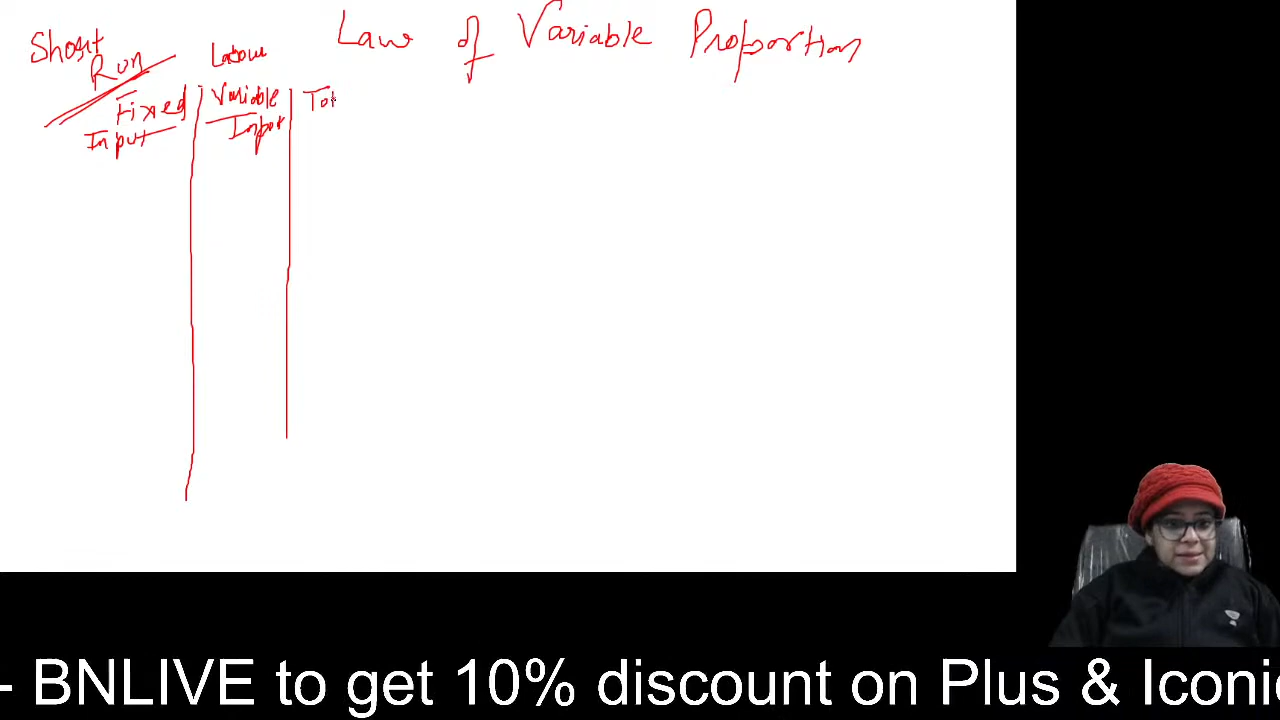 Law of Variable Proportion
Short
Run
Labour
Fixed
Input
Variable
Input
Tot
- BNLIVE to get 10% discount on Plus & Iconic